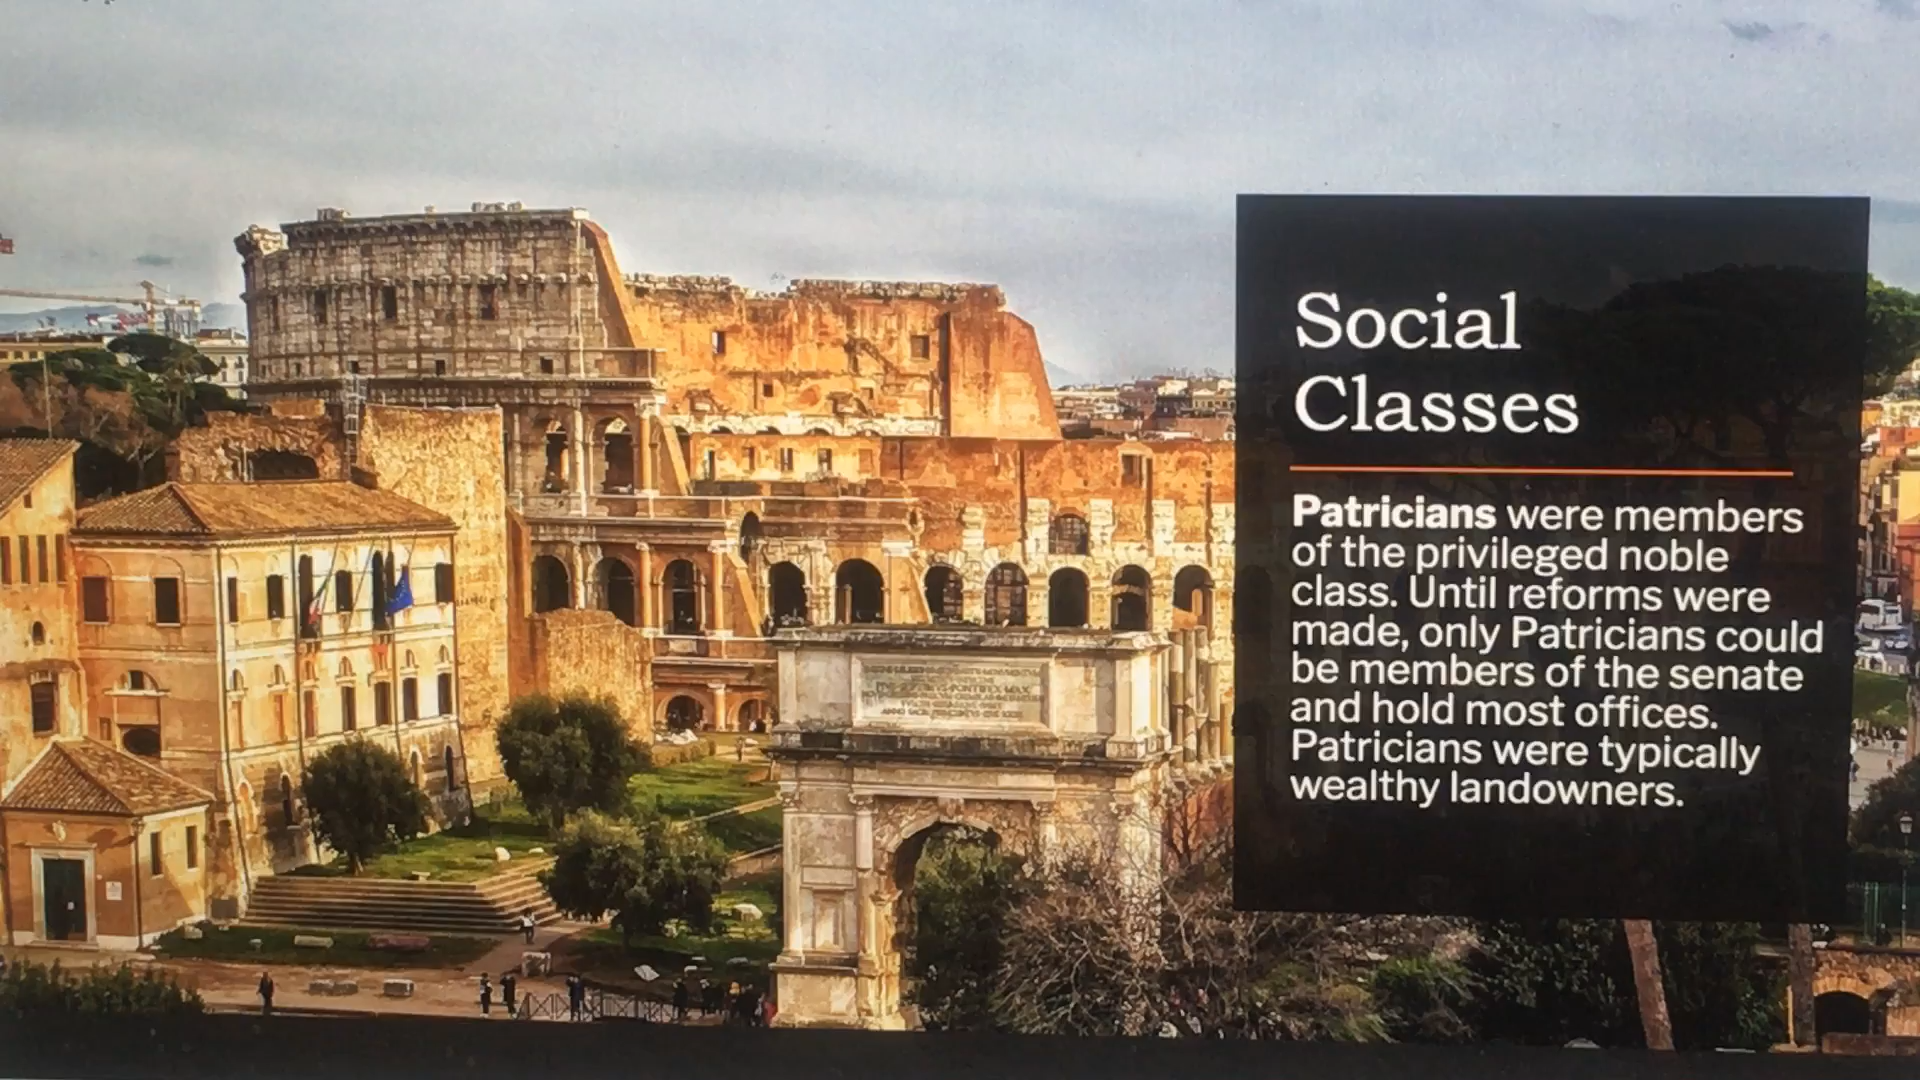 Social
Classes
Patricians were members
of the privileged noble
class. Until reforms were
made, only Patricians could
be members of the senate
and hold most offices.
Patricians were typically
wealthy landowners.